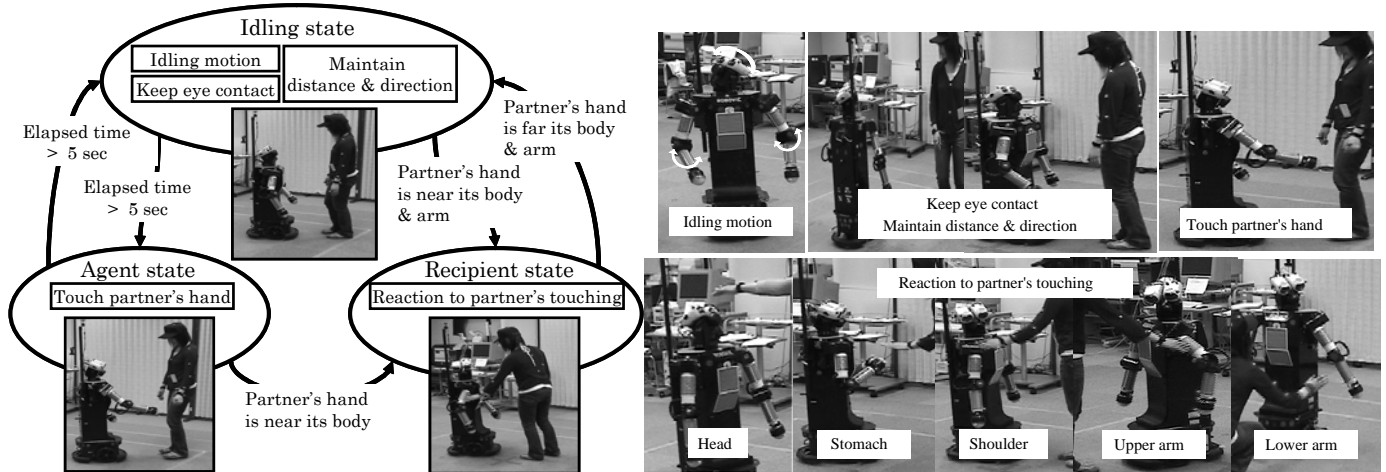 Idling state
Idling motion
Keep eye contact
Maintain
distance & direction
Elapsed time
> 5 sec
Elapsed time
> 5 sec
Partner's hand
is near its body
& arm
Partner's hand
is far its body
& arm
Agent state
Touch partner's hand
Recipient state
Reaction to partner's touching
Partner's hand
is near its body
Idling motion
Keep eye contact
Maintain distance & direction
Touch partner's hand
Reaction to partner's touching
Head
Stomach
Shoulder
Upper arm
Lower arm